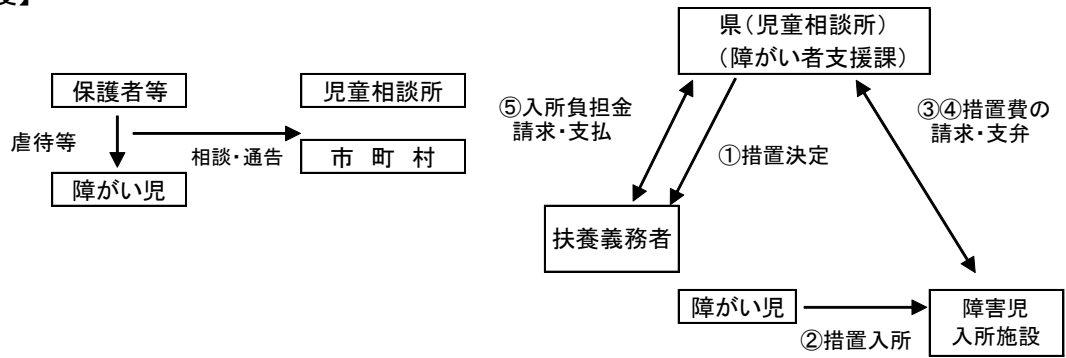 度】
保護者等
虐待等
障がい児
相談・通告
児童相談所
市 町 村
県(児童相談所)
(障がい者支援課)
⑤入所負担金
請求・支払
①措置決定
③④措置費の
請求・支弁
扶養義務者
障がい児
②措置入所
障害児
入所施設